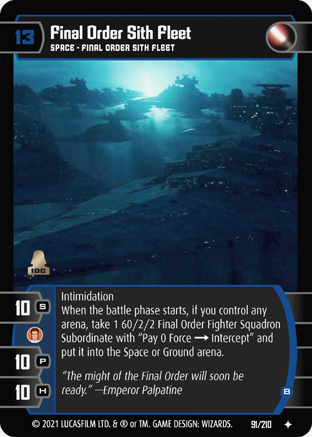 13
Final Order Sith Fleet
SPACE - FINAL ORDER SITH FLEET
IDC
10 S
10 P
10 H
Intimidation
When the battle phase starts, if you control any
arena, take 1 60/2/2 Final Order Fighter Squadron
Subordinate with “Pay 0 Force → Intercept” and
put it into the Space or Ground arena.
“The might of the Final Order will soon be
ready.” —Emperor Palpatine
B
© 2021 LUCASFILM LTD. & ® or TM. GAME DESIGN: WIZARDS. 91/210